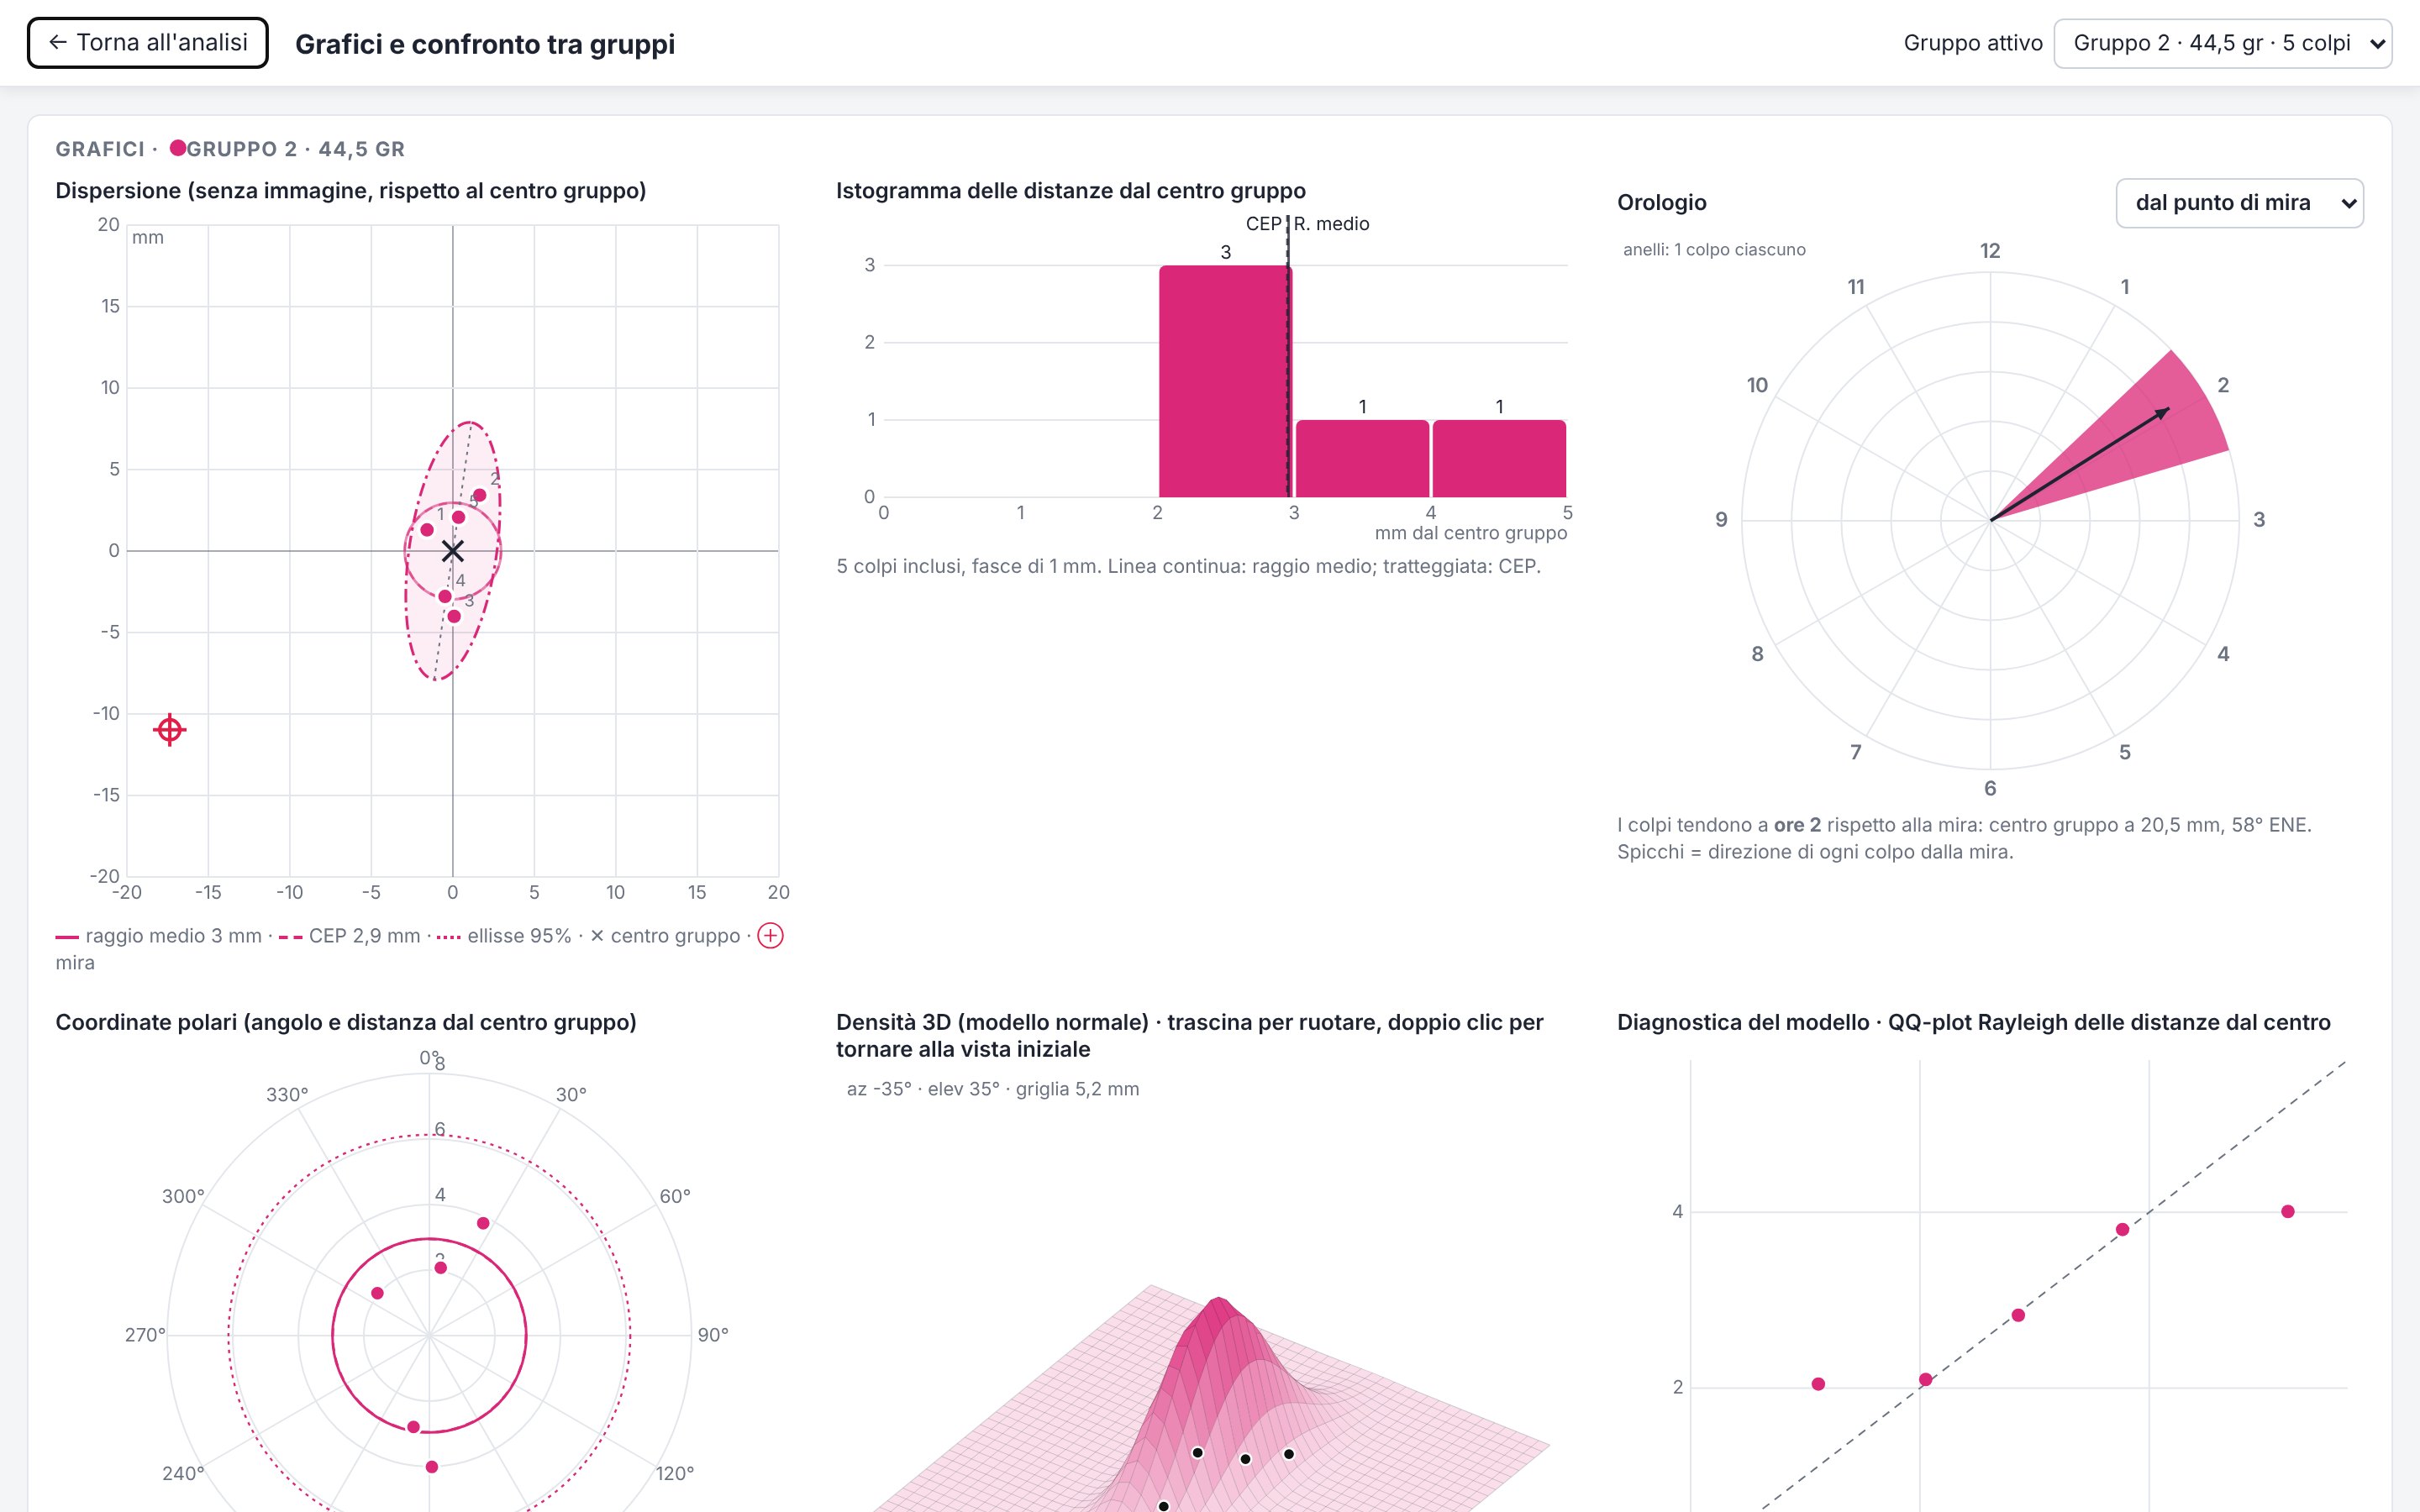 ← Torna all'analisi
Grafici e confronto tra gruppi
Gruppo attivo
Gruppo 2 · 44,5 gr · 5 colpi
GRAFICI · GRUPPO 2 · 44,5 GR
Dispersione (senza immagine, rispetto al centro gruppo)
20
mm
15
10
5
0
-5
-10
-15
-20
2
5
1
4
3
-20 -15 -10 -5 0 5 10 15 20
raggio medio 3 mm · CEP 2,9 mm · ellisse 95% · × centro gruppo ·
mira
Istogramma delle distanze dal centro gruppo
CEP R. medio
3
3
2
1
1
1
0
0 1 2 3 4 5
mm dal centro gruppo
5 colpi inclusi, fasce di 1 mm. Linea continua: raggio medio; tratteggiata: CEP.
Orologio
dal punto di mira
anelli: 1 colpo ciascuno
12
1
2
3
4
5
6
7
8
9
10
11
I colpi tendono a ore 2 rispetto alla mira: centro gruppo a 20,5 mm, 58° ENE.
Spicchi = direzione di ogni colpo dalla mira.
Coordinate polari (angolo e distanza dal centro gruppo)
0°
8
330°
30°
6
300°
4
60°
2
270°
90°
240°
120°
Densità 3D (modello normale) · trascina per ruotare, doppio clic per
tornare alla vista iniziale
az -35° · elev 35° · griglia 5,2 mm
Diagnostica del modello · QQ-plot Rayleigh delle distanze dal centro
4
2